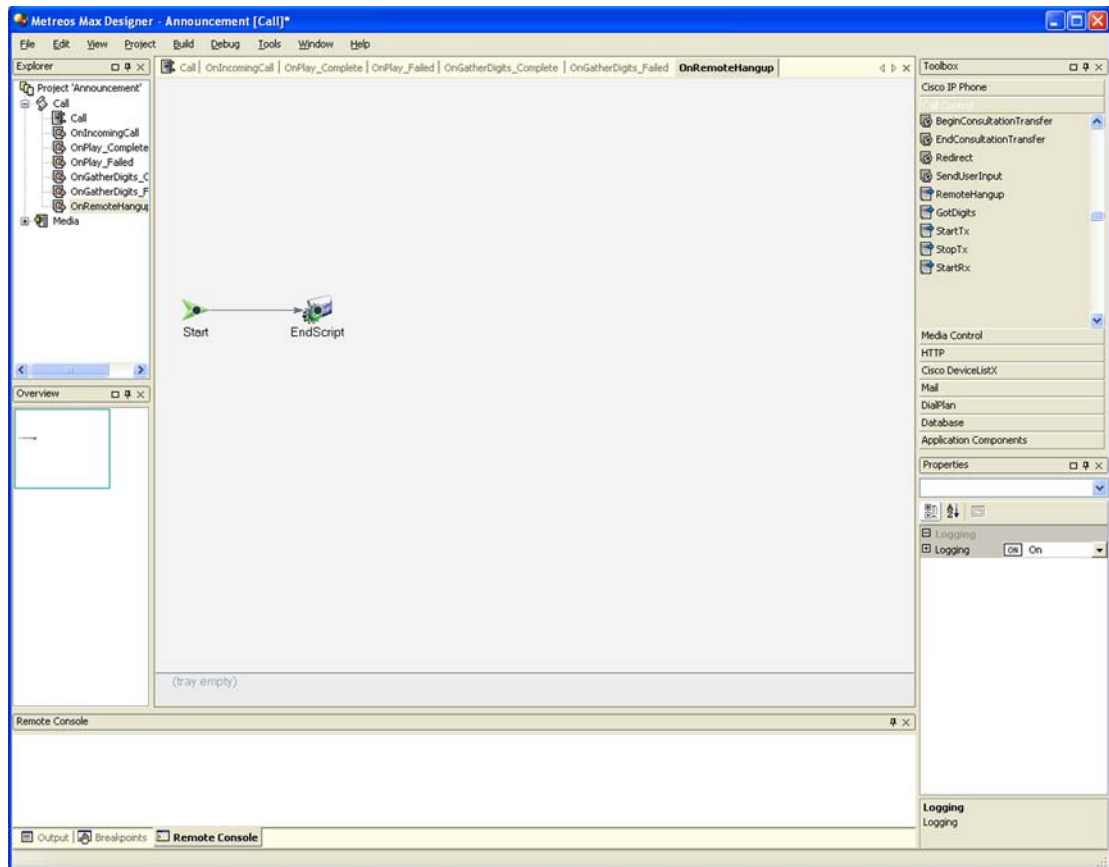 Metreos Max Designer - Announcement [Call]*
File Edit View Project Build Debug Tools Window Help
Explorer
Project 'Announcement'
Call
Call
OnIncomingCall
OnPlay_Complete
OnPlay_Failed
OnGatherDigits_C
OnGatherDigits_F
OnRemoteHangup
Media
Overview
Call | OnIncomingCall | OnPlay_Complete | OnPlay_Failed | OnGatherDigits_Complete | OnGatherDigits_Failed OnRemoteHangup
Start
EndScript
(tray empty)
Toolbox
Cisco IP Phone
Call Control
BeginConsultationTransfer
EndConsultationTransfer
Redirect
SendUserInput
RemoteHangup
GotDigits
StartTx
StopTx
StartRx
Media Control
HTTP
Cisco DeviceListX
Mail
DialPlan
Database
Application Components
Properties
Logging
Logging ON On
Logging
Logging
Remote Console
Output | Breakpoints Remote Console